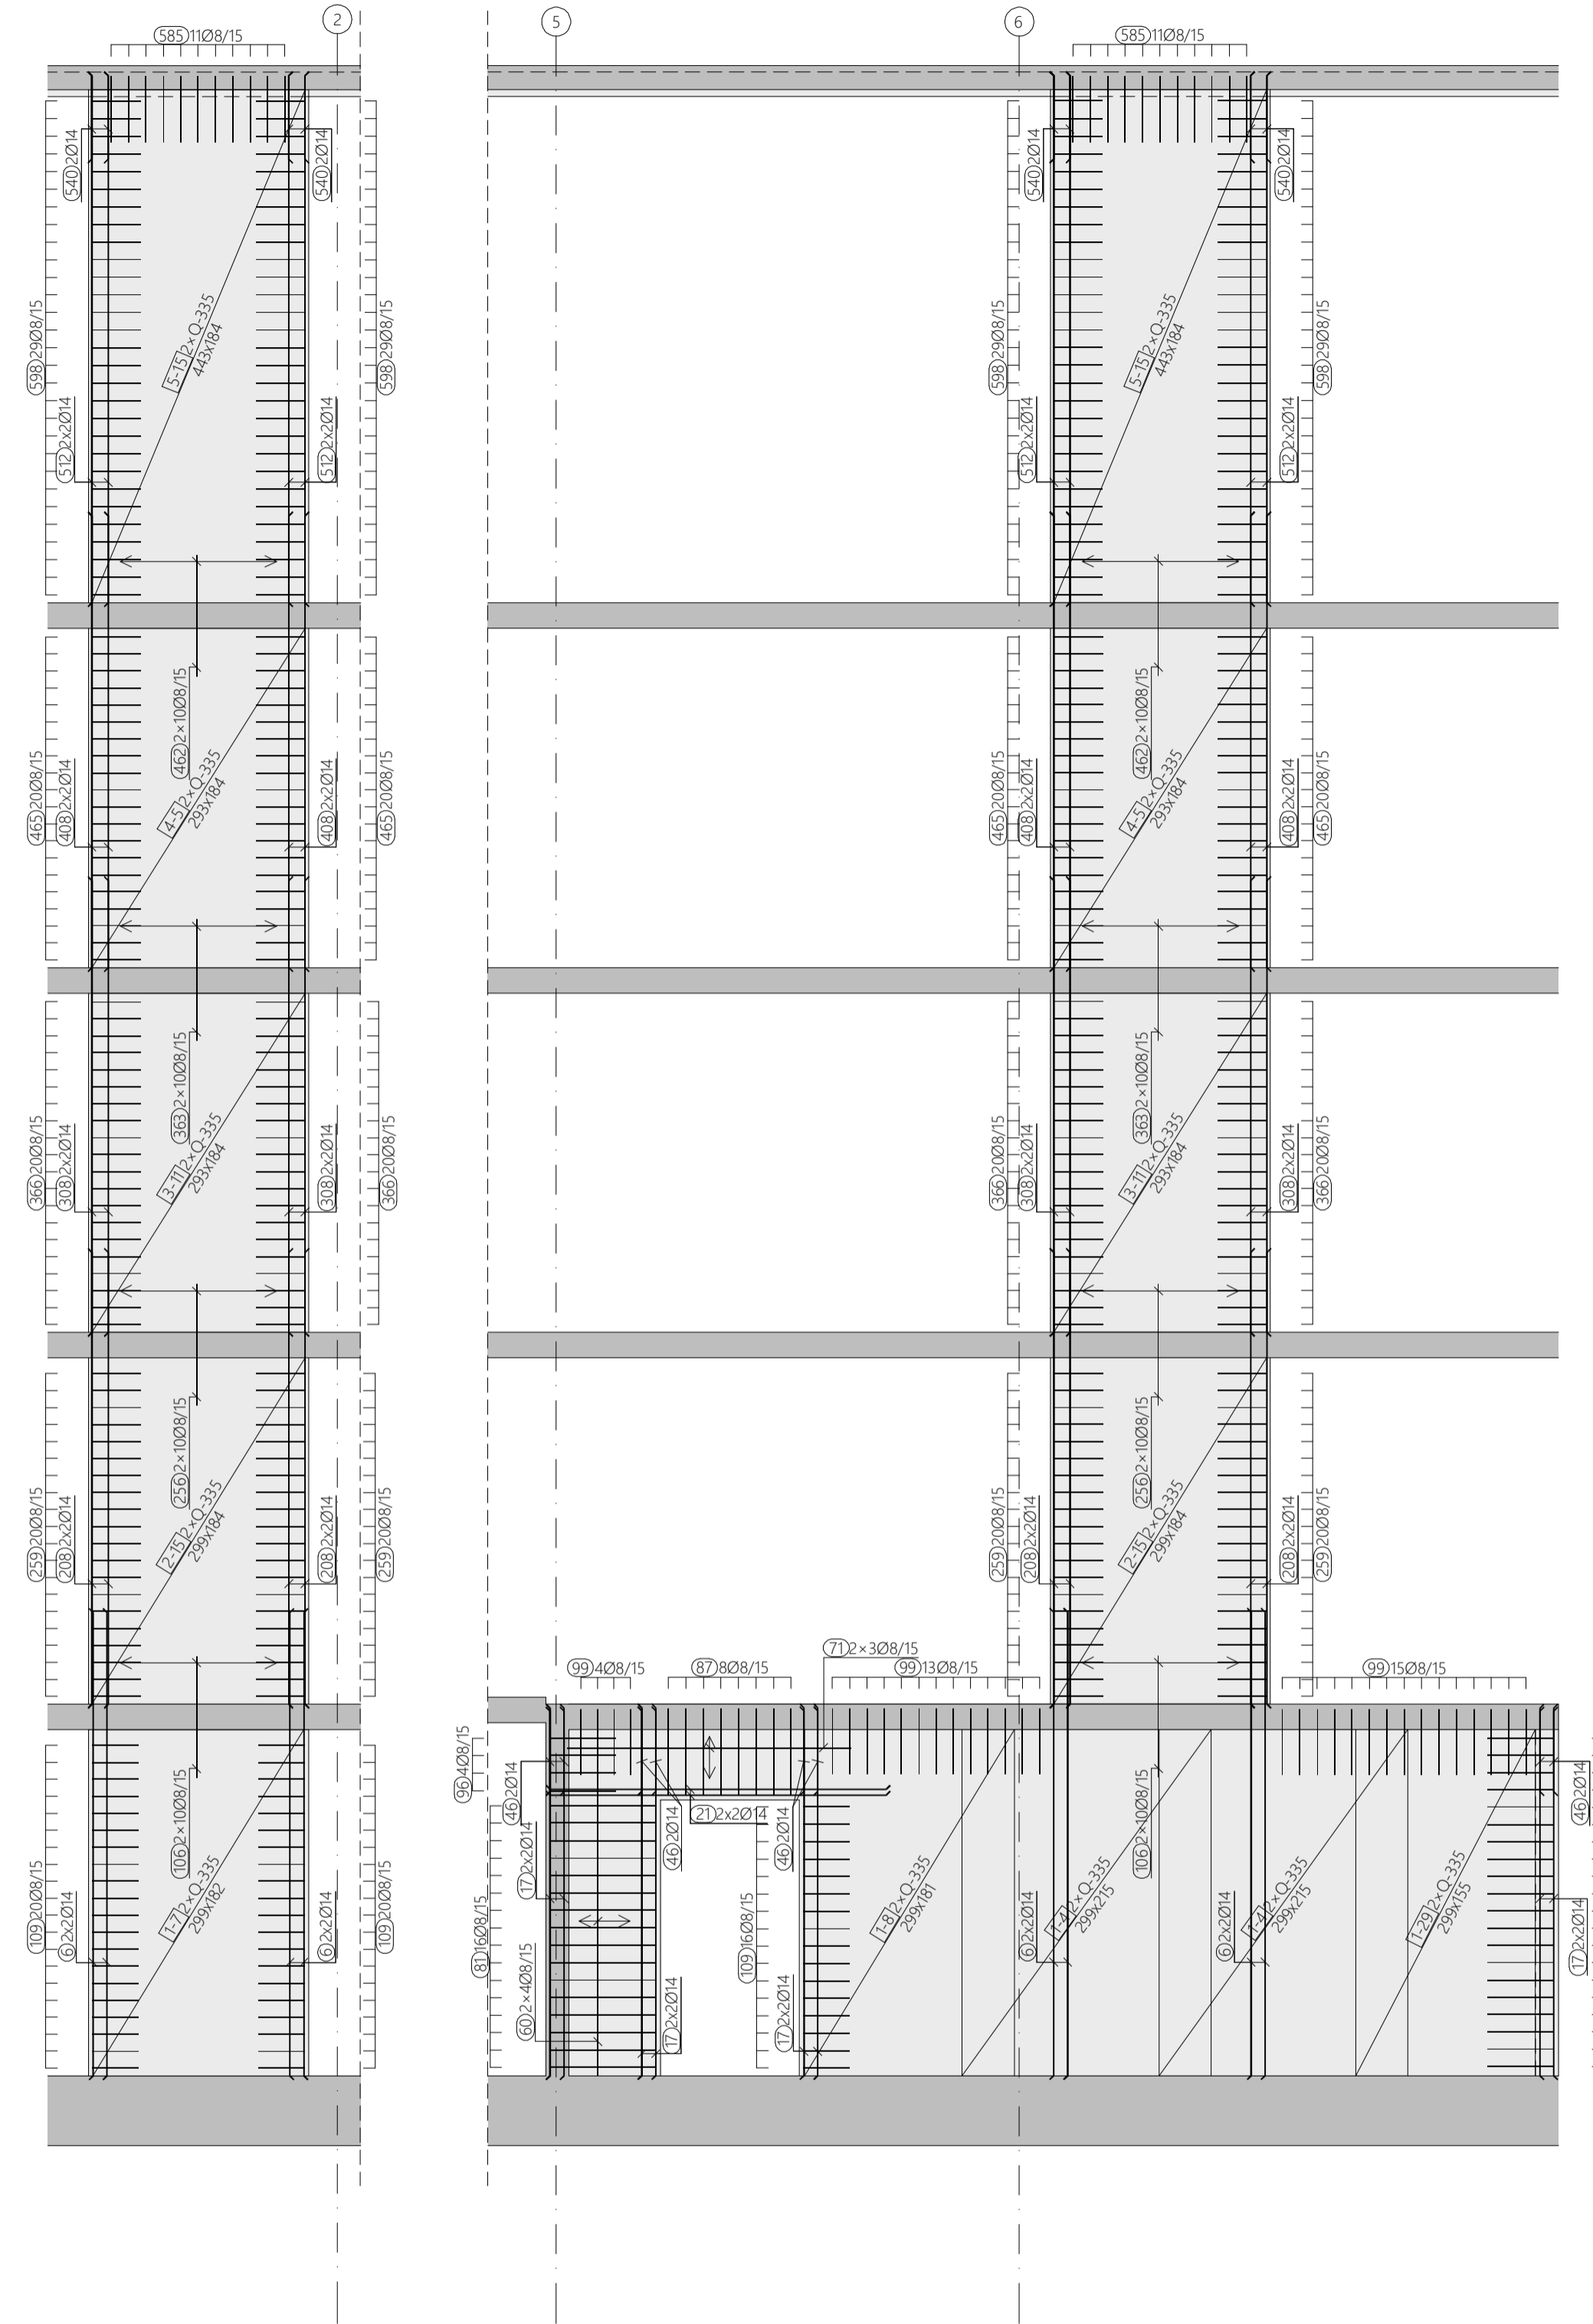 2
5
6
585 11Ø8/15
585 11Ø8/15
540 2Ø14
540 2Ø14
540 2Ø14
540 2Ø14
598 29Ø8/15
5-15 2×Q-335
443x184
598 29Ø8/15
598 29Ø8/15
5-15 2×Q-335
443x184
598 29Ø8/15
512 2x2Ø14
512 2x2Ø14
512 2x2Ø14
512 2x2Ø14
462 2×10Ø8/15
462 2×10Ø8/15
465 20Ø8/15
408 2x2Ø14
4-5 2×Q-335
293x184
408 2x2Ø14
465 20Ø8/15
465 20Ø8/15
408 2x2Ø14
4-5 2×Q-335
293x184
408 2x2Ø14
465 20Ø8/15
363 2×10Ø8/15
363 2×10Ø8/15
366 20Ø8/15
308 2x2Ø14
3-11 2×Q-335
293x184
308 2x2Ø14
366 20Ø8/15
366 20Ø8/15
308 2x2Ø14
3-11 2×Q-335
293x184
308 2x2Ø14
366 20Ø8/15
256 2×10Ø8/15
256 2×10Ø8/15
259 20Ø8/15
208 2x2Ø14
2-15 2×Q-335
299x184
208 2x2Ø14
259 20Ø8/15
259 20Ø8/15
208 2x2Ø14
2-15 2×Q-335
299x184
208 2x2Ø14
259 20Ø8/15
71 2×3Ø8/15
99 4Ø8/15
87 8Ø8/15
99 13Ø8/15
99 15Ø8/15
96 4Ø8/15
46 2Ø14
21 2x2Ø14
46 2Ø14
46 2Ø14
46 2Ø14
106 2×10Ø8/15
106 2×10Ø8/15
109 20Ø8/15
6 2x2Ø14
1-7 2×Q-335
299x182
6 2x2Ø14
109 20Ø8/15
17 2x2Ø14
81 16Ø8/15
60 2×4Ø8/15
17 2x2Ø14
109 16Ø8/15
17 2x2Ø14
1-8 2×Q-335
299x181
6 2x2Ø14
1-4 2×Q-335
299x215
6 2x2Ø14
1-4 2×Q-335
299x215
1-29 2×Q-335
299x155
17 2x2Ø14